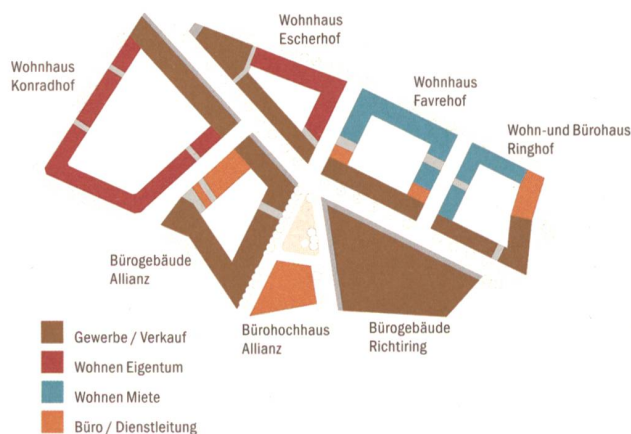 Wohnhaus
Escherhof
Wohnhaus
Konradhof
Wohnhaus
Favrehof
Wohn-und Bürohaus
Ringhof
Bürogebäude
Allianz
Bürohochhaus
Allianz
Bürogebäude
Richtiring
Gewerbe / Verkauf
Wohnen Eigentum
Wohnen Miete
Büro / Dienstleitung